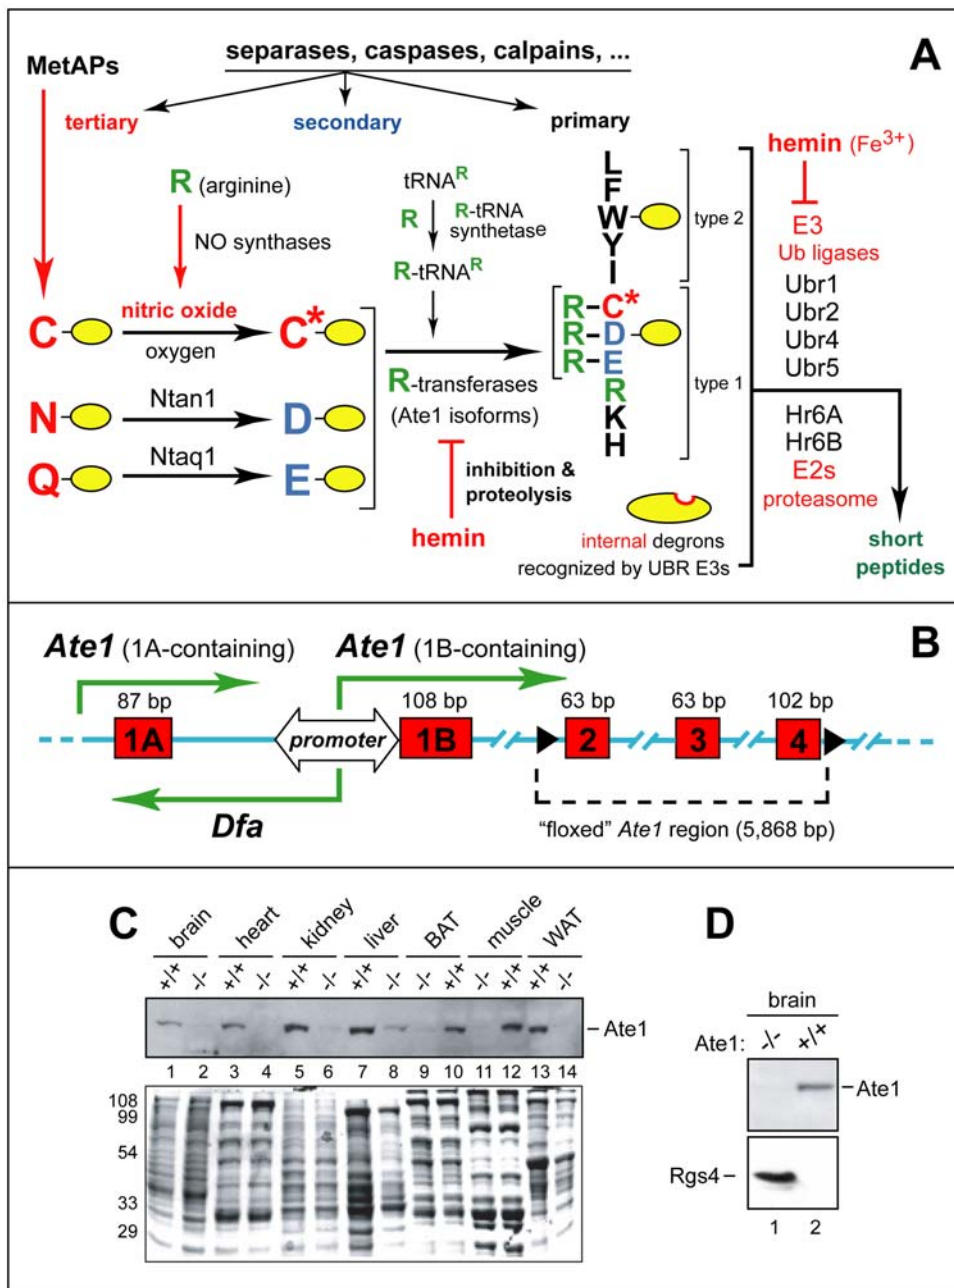 A
separases, caspases, calpains, ...
MetAPs
tertiary
secondary
primary
R (arginine)
NO synthases
tRNAᴿ
R
R-tRNA
synthetase
R-tRNAᴿ
L
F
W
Y
I
type 2
hemin (Fe³⁺)
E3
Ub ligases
Ubr1
Ubr2
Ubr4
Ubr5
C
nitric oxide
oxygen
C*
R-transferases
(Ate1 isoforms)
R–C*
R–D
R–E
R
K
H
type 1
N
Ntan1
D
Q
Ntaq1
E
inhibition &
proteolysis
hemin
Hr6A
Hr6B
E2s
proteasome
internal degrons
recognized by UBR E3s
short
peptides
B
Ate1 (1A-containing)
Ate1 (1B-containing)
87 bp
108 bp
63 bp
63 bp
102 bp
1A
promoter
1B
2
3
4
Dfa
“floxed” Ate1 region (5,868 bp)
C
brain
heart
kidney
liver
BAT
muscle
WAT
+/+ -/- +/+ -/- +/+ -/- +/+ -/- -/- +/+ -/- +/+ +/+ -/-
– Ate1
1 2 3 4 5 6 7 8 9 10 11 12 13 14
108
99
54
33
29
D
brain
Ate1: -/- +/+
–Ate1
Rgs4 –
1 2